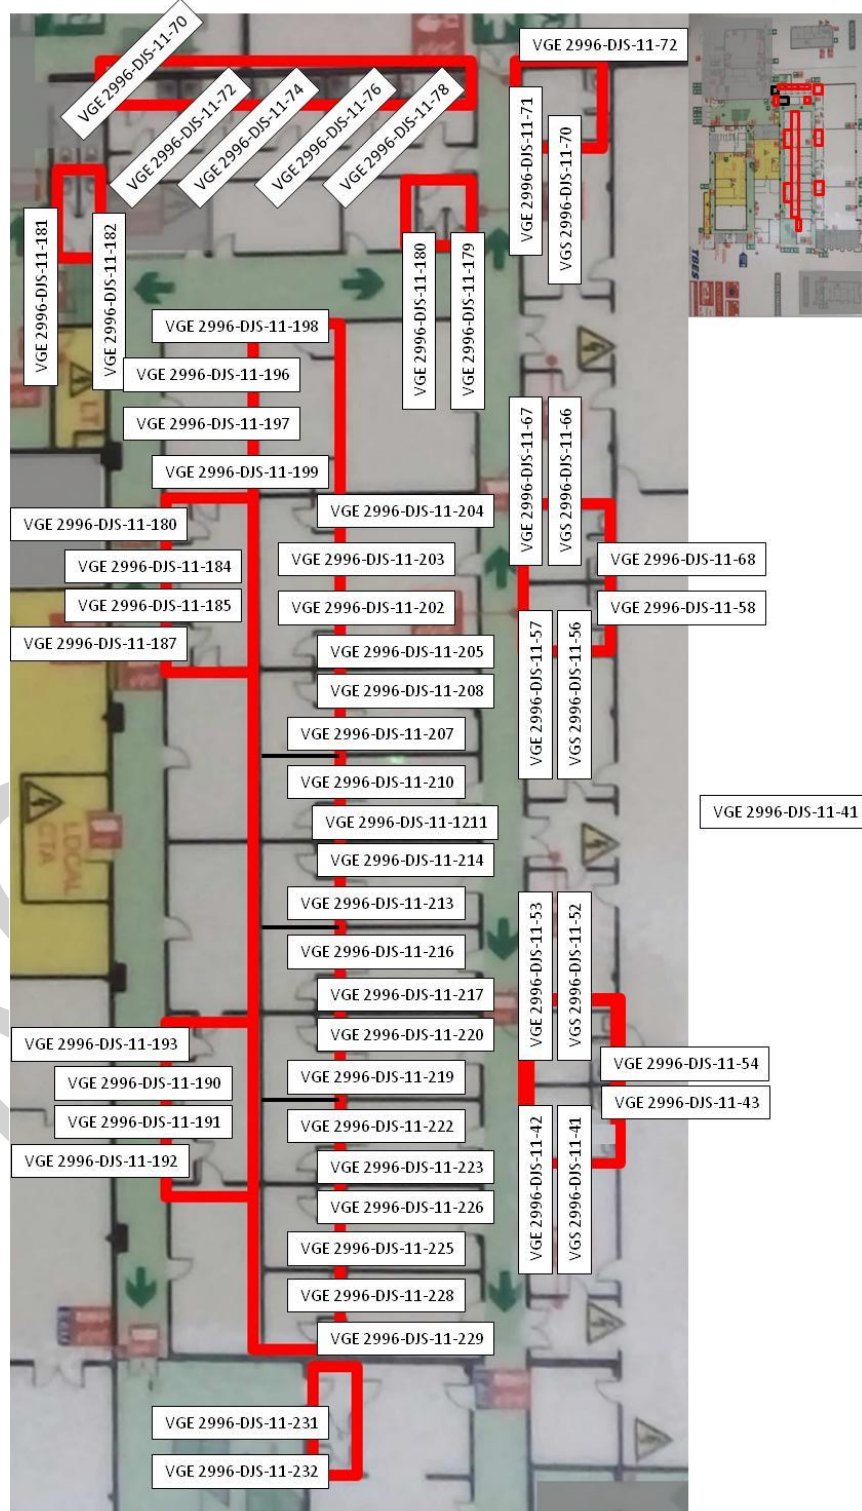 VGE 2996-DJS-11-70
VGE 2996-DJS-11-72
VGE 2996-DJS-11-74
VGE 2996-DJS-11-76
VGE 2996-DJS-11-78
VGE 2996-DJS-11-72
VGE 2996-DJS-11-71
VGS 2996-DJS-11-70
VGE 2996-DJS-11-181
VGE 2996-DJS-11-182
VGE 2996-DJS-11-180
VGE 2996-DJS-11-179
TBES
VGE 2996-DJS-11-198
VGE 2996-DJS-11-196
LT
VGE 2996-DJS-11-197
VGE 2996-DJS-11-199
VGE 2996-DJS-11-67
VGS 2996-DJS-11-66
VGE 2996-DJS-11-204
VGE 2996-DJS-11-180
VGE 2996-DJS-11-203
VGE 2996-DJS-11-68
VGE 2996-DJS-11-184
VGE 2996-DJS-11-185
VGE 2996-DJS-11-202
VGE 2996-DJS-11-58
VGE 2996-DJS-11-187
VGE 2996-DJS-11-205
VGE 2996-DJS-11-57
VGS 2996-DJS-11-56
VGE 2996-DJS-11-208
VGE 2996-DJS-11-207
VGE 2996-DJS-11-210
VGE 2996-DJS-11-41
VGE 2996-DJS-11-1211
LOCAL
CTA
VGE 2996-DJS-11-214
VGE 2996-DJS-11-213
VGE 2996-DJS-11-53
VGS 2996-DJS-11-52
VGE 2996-DJS-11-216
VGE 2996-DJS-11-217
VGE 2996-DJS-11-220
VGE 2996-DJS-11-193
VGE 2996-DJS-11-54
VGE 2996-DJS-11-190
VGE 2996-DJS-11-219
VGE 2996-DJS-11-43
VGE 2996-DJS-11-191
VGE 2996-DJS-11-222
VGE 2996-DJS-11-192
VGE 2996-DJS-11-223
VGE 2996-DJS-11-42
VGS 2996-DJS-11-41
VGE 2996-DJS-11-226
VGE 2996-DJS-11-225
VGE 2996-DJS-11-228
VGE 2996-DJS-11-229
VGE 2996-DJS-11-231
VGE 2996-DJS-11-232